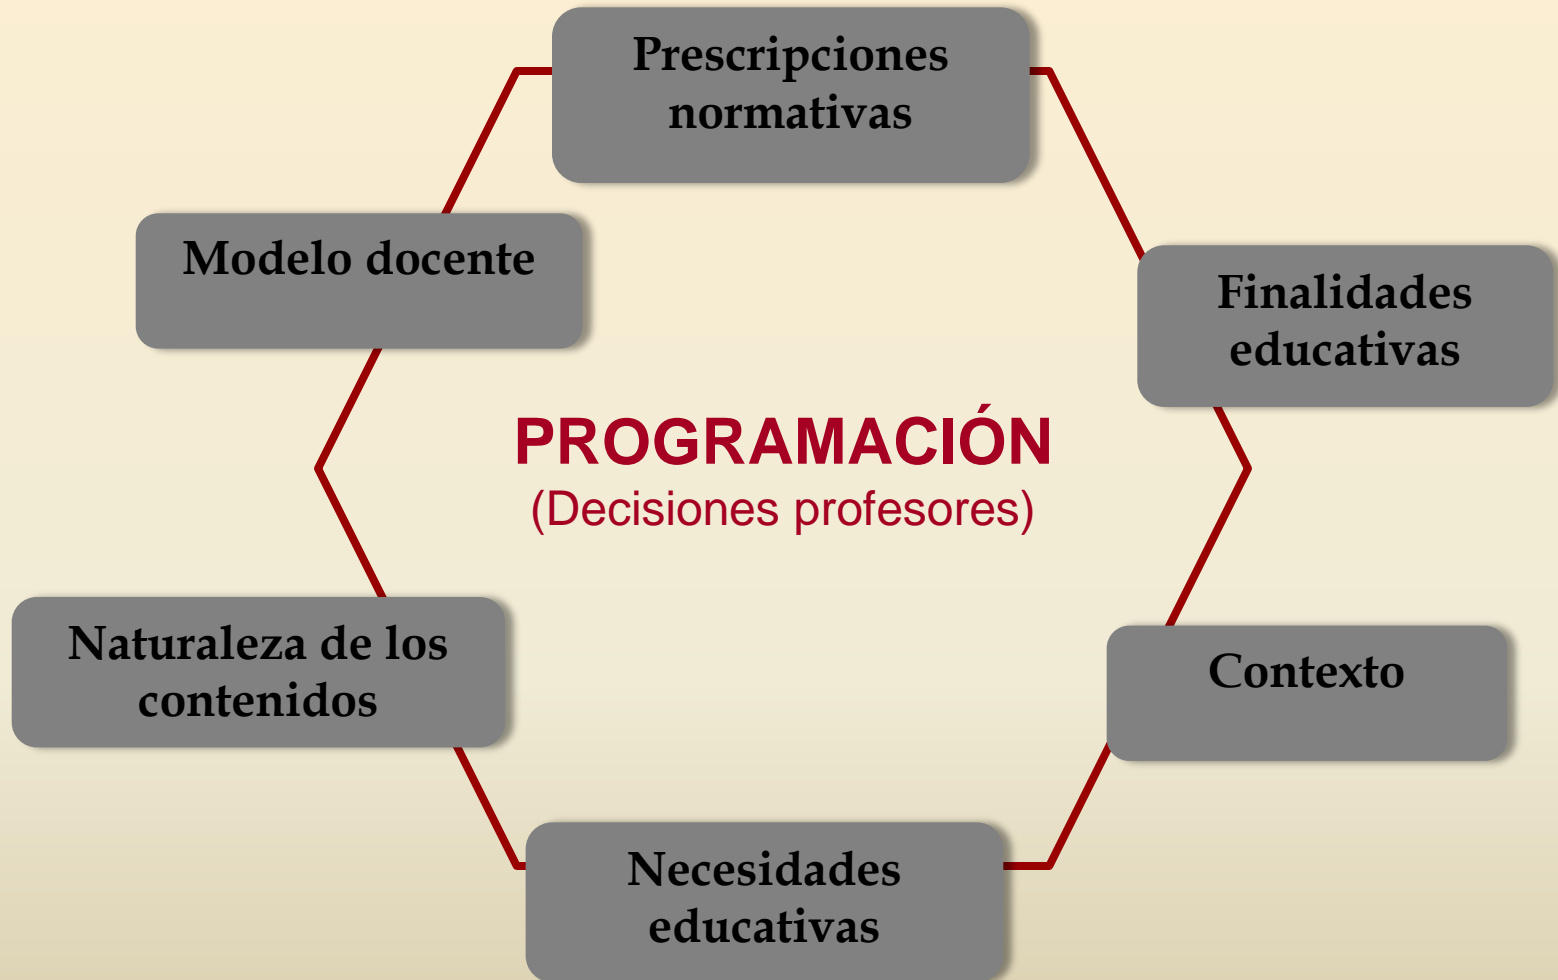 Prescripciones
normativas
Modelo docente
Finalidades
educativas
PROGRAMACIÓN
(Decisiones profesores)
Naturaleza de los
contenidos
Contexto
Necesidades
educativas